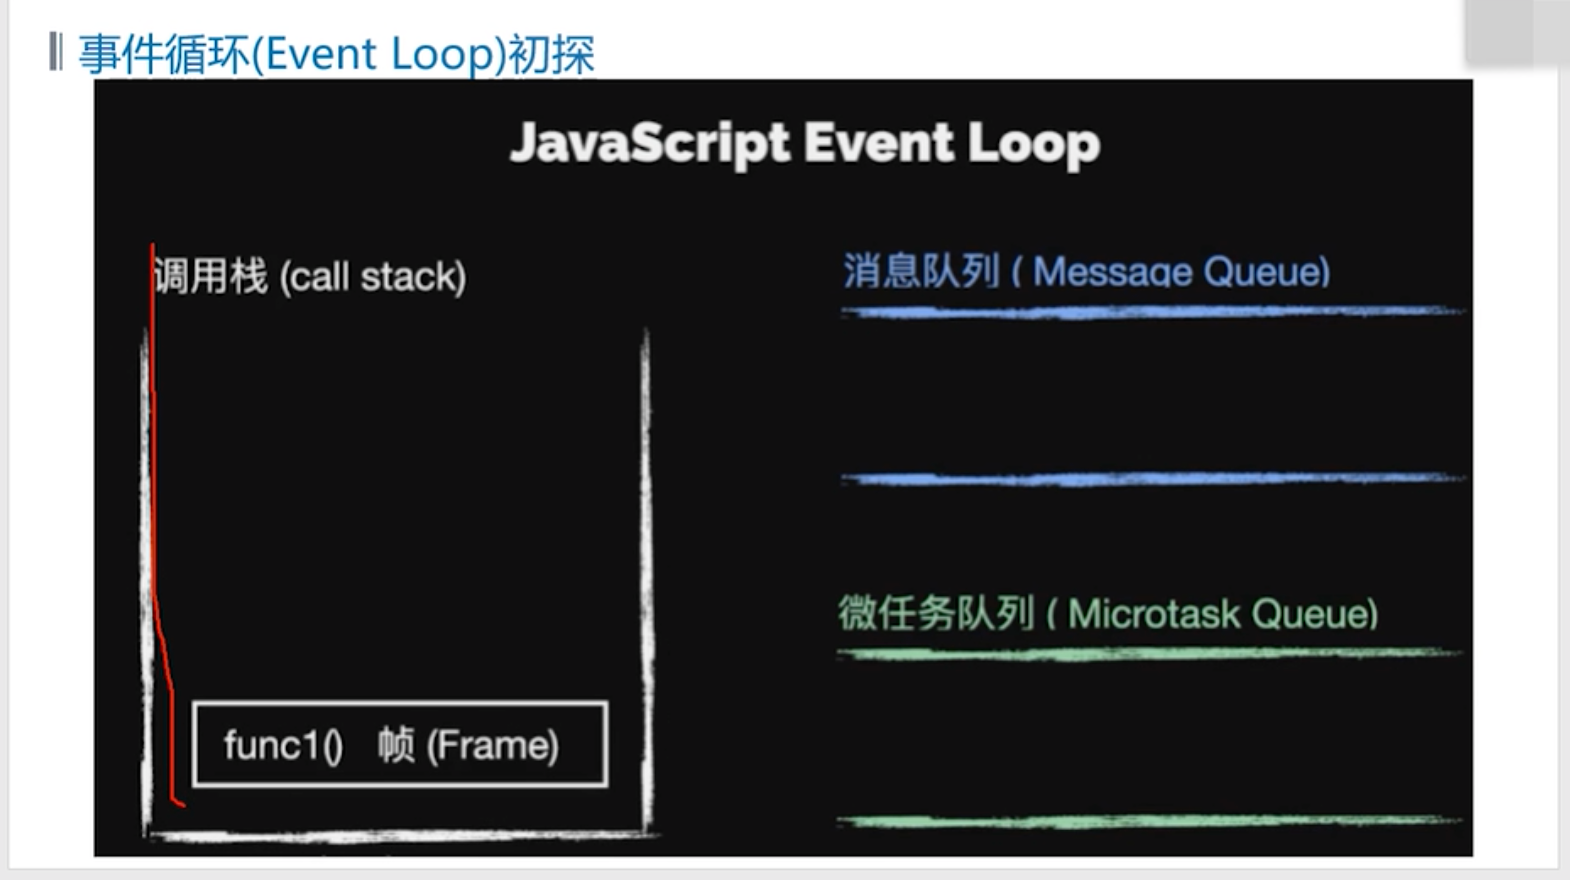 事件循环(Event Loop)初探
JavaScript Event Loop
调用栈 (call stack)
消息队列 ( Message Queue)
微任务队列 ( Microtask Queue)
func1() 帧 (Frame)